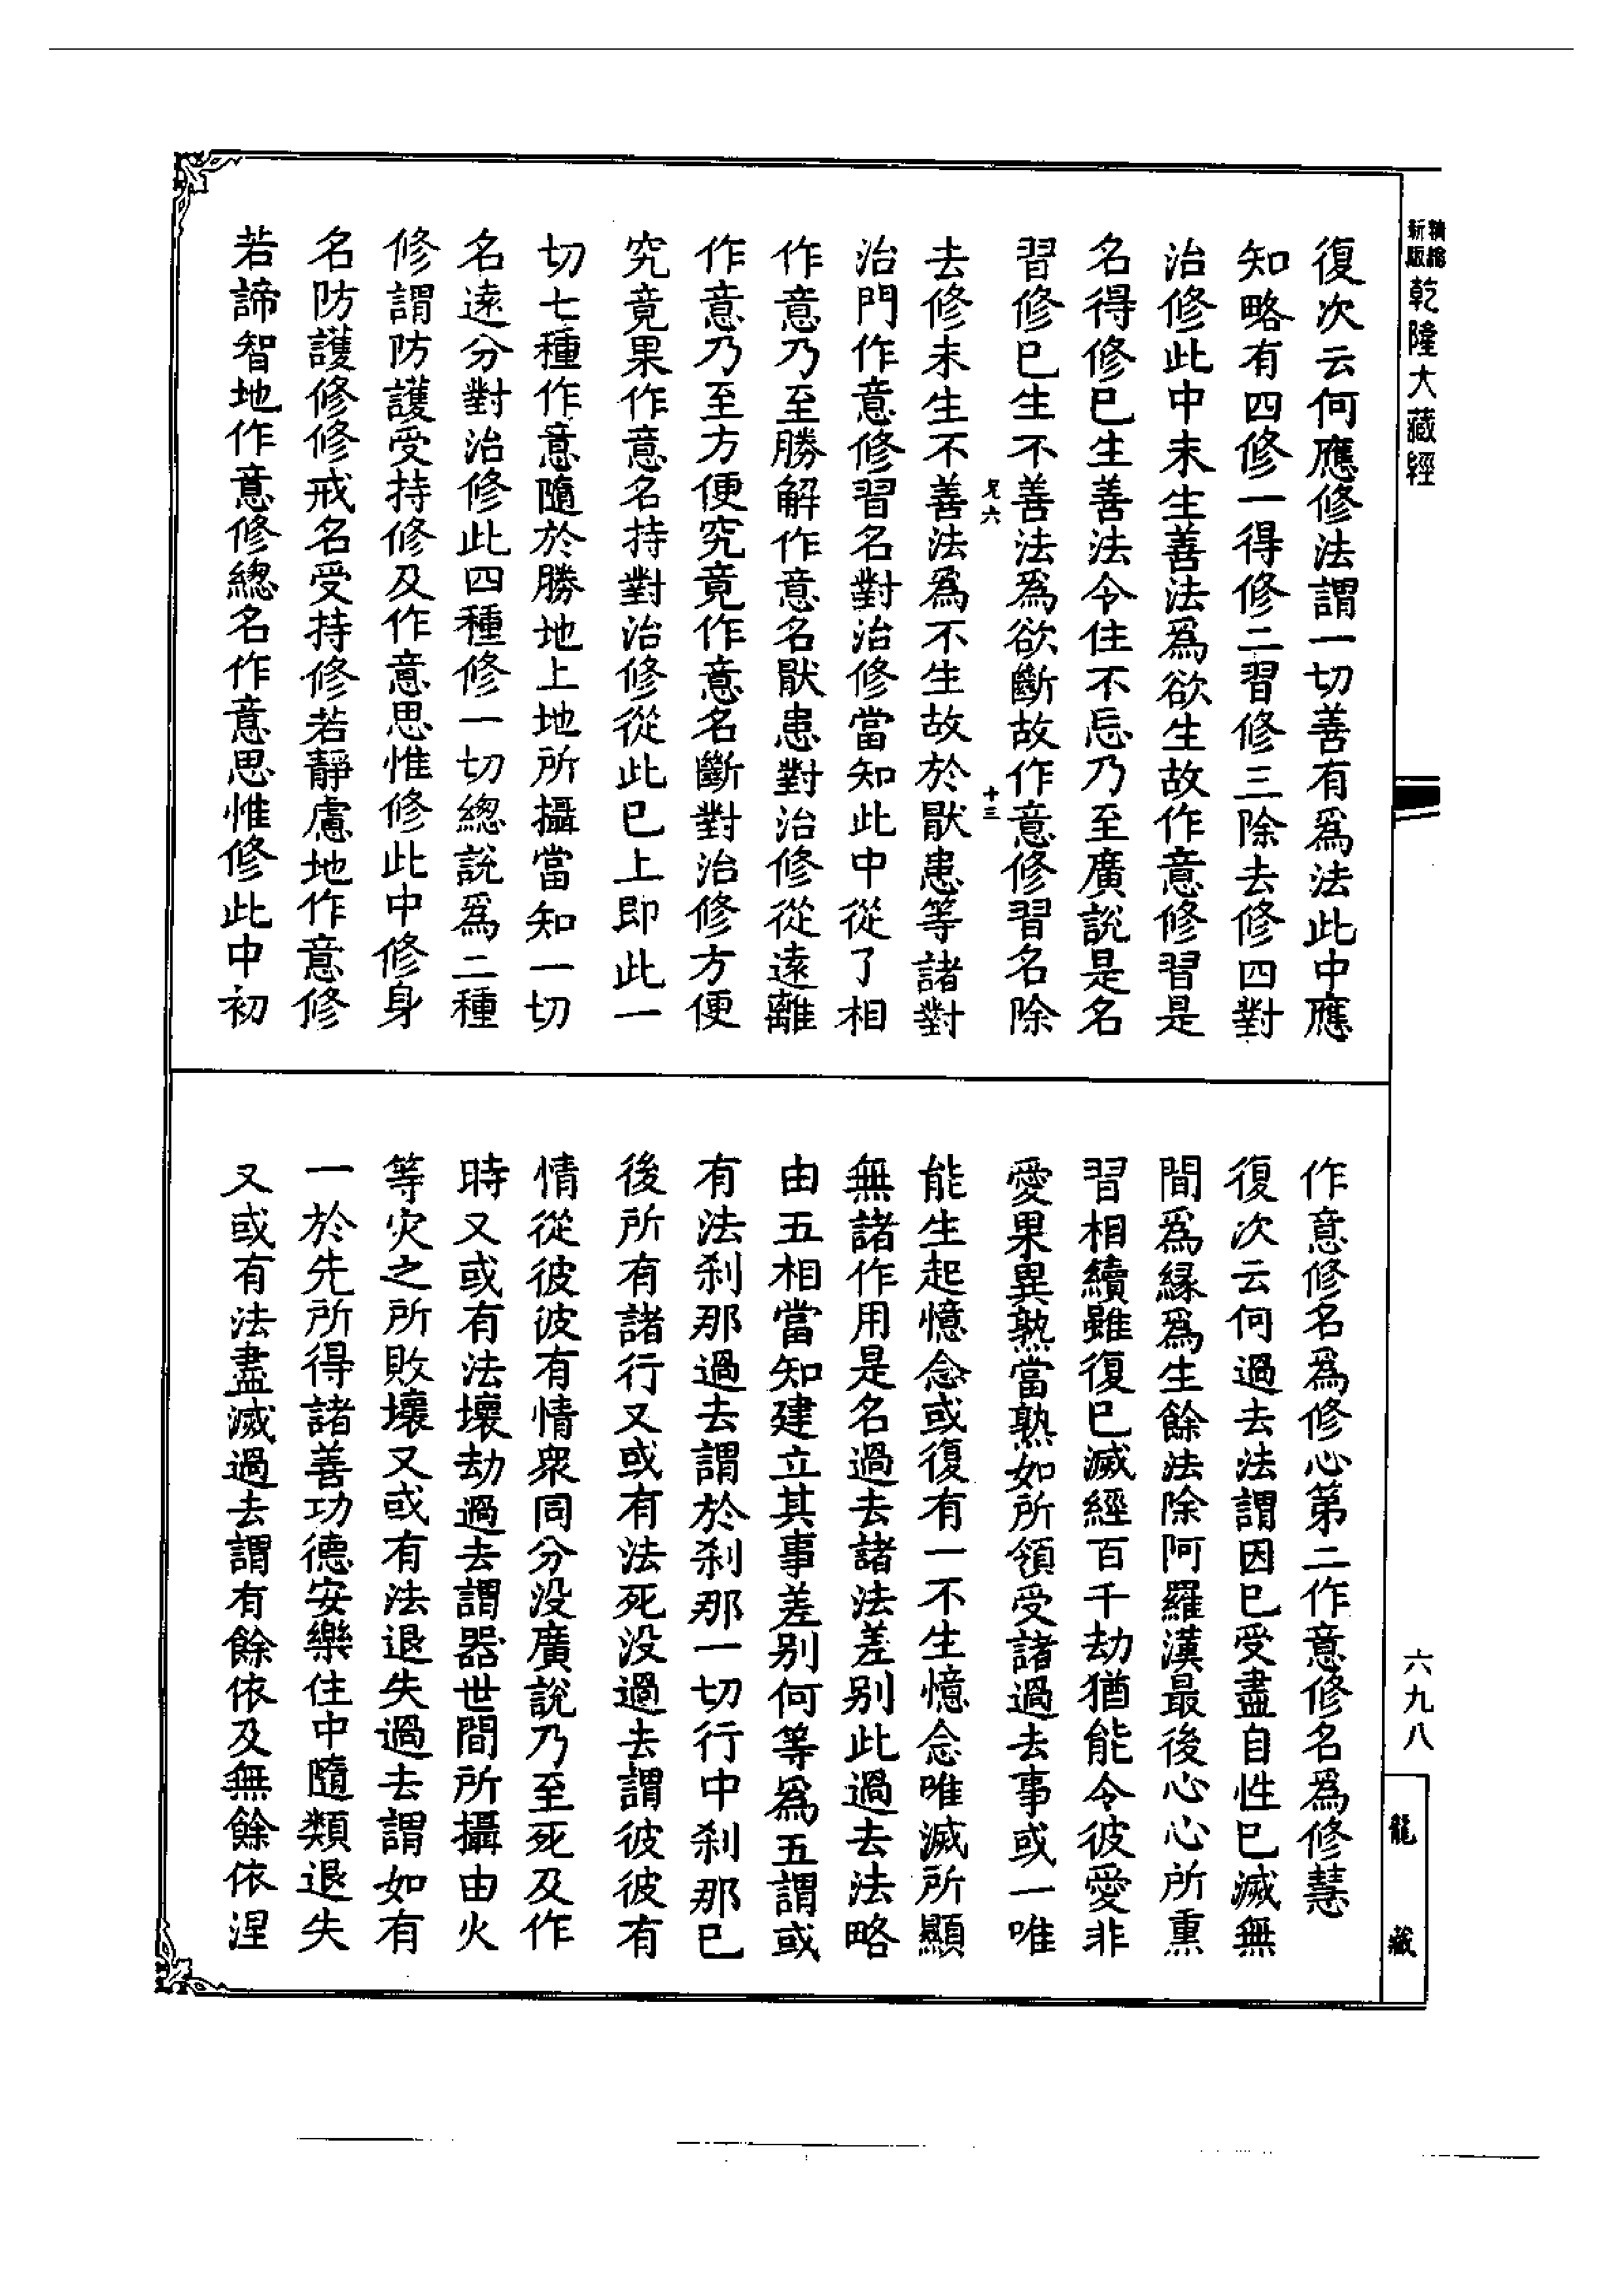 精縮
新版
乾隆大藏經
復次云何應修法謂一切善有爲法此中應
知略有四修一得修二習修三除去修四對
治修此中未生善法爲欲生故作意修習是
名得修已生善法令住不忘乃至廣說是名
習修已生不善法爲欲斷故作意修習名除
兄六
十三
去修未生不善法爲不生故於猒患等諸對
治門作意修習名對治修當知此中從了相
作意乃至勝解作意名猒患對治修從遠離
作意乃至方便究竟作意名斷對治修方便
究竟果作意名持對治修從此已上即此一
切七種作意隨於勝地上地所攝當知一切
名遠分對治修此四種修一切總說爲二種
修謂防護受持修及作意思惟修此中修身
名防護修修戒名受持修若靜慮地作意修
若諦智地作意修總名作意思惟修此中初
作意修名爲修心第二作意修名爲修慧
復次云何過去法謂因已受盡自性已滅無
間爲緣爲生餘法除阿羅漢最後心心所熏
習相續雖復已滅經百千劫猶能令彼愛非
愛果異熟當熟如所領受諸過去事或一唯
能生起憶念或復有一不生憶念唯滅所顯
無諸作用是名過去諸法差别此過去法略
由五相當知建立其事差别何等爲五謂或
有法剎那過去謂於剎那一切行中剎那已
後所有諸行又或有法死没過去謂彼彼有
情從彼彼有情衆同分没廣說乃至死及作
時又或有法壞劫過去謂器世間所攝由火
等灾之所敗壞又或有法退失過去謂如有
一於先所得諸善功德安樂住中隨類退失
又或有法盡滅過去謂有餘依及無餘依涅
六九八
龍藏